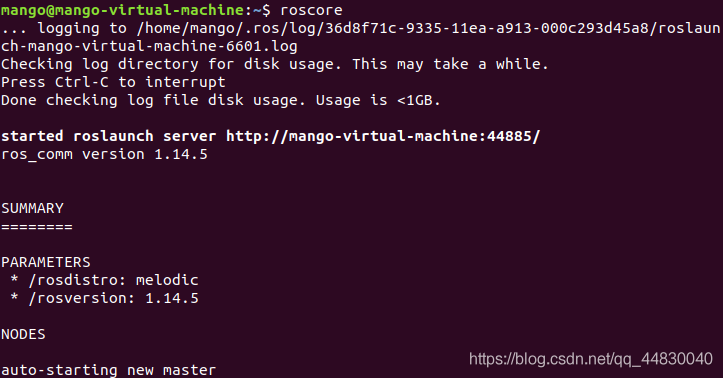 mango@mango-virtual-machine:~$ roscore
... logging to /home/mango/.ros/log/36d8f71c-9335-11ea-a913-000c293d45a8/roslaun
ch-mango-virtual-machine-6601.log
Checking log directory for disk usage. This may take a while.
Press Ctrl-C to interrupt
Done checking log file disk usage. Usage is <1GB.
started roslaunch server http://mango-virtual-machine:44885/
ros_comm version 1.14.5
SUMMARY
========
PARAMETERS
 * /rosdistro: melodic
 * /rosversion: 1.14.5
NODES
auto-starting new master
https://blog.csdn.net/qq_44830040